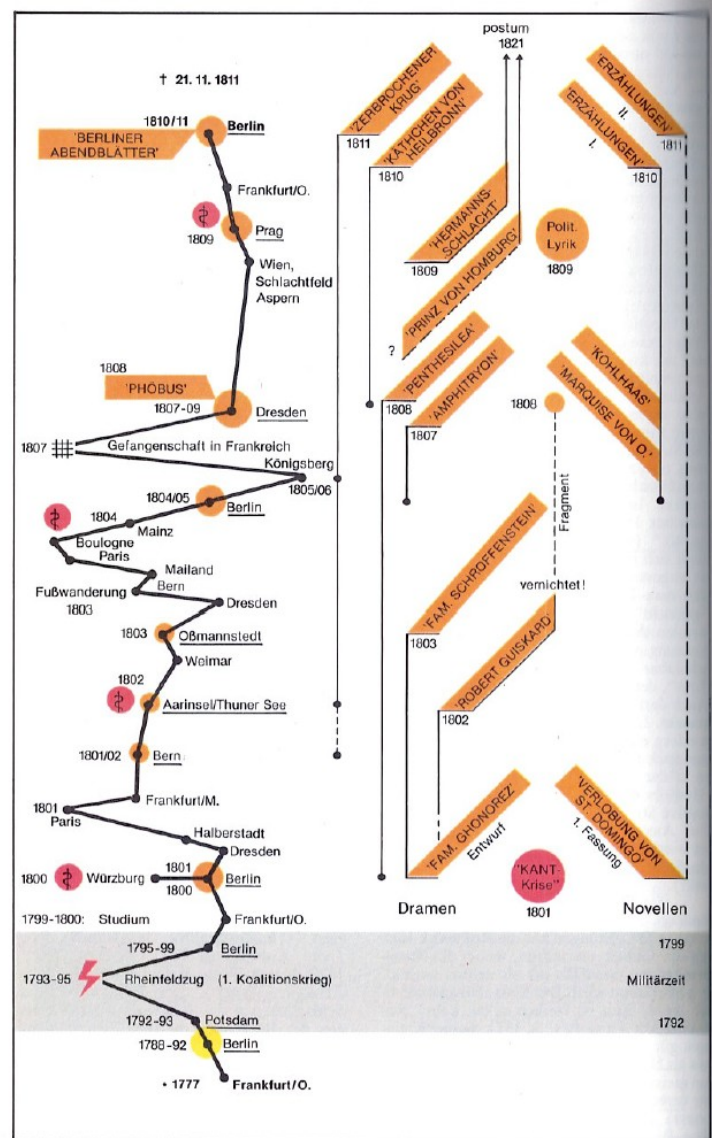 postum
1821
† 21. 11. 1811
1810/11
Berlin
'BERLINER
ABENDBLÄTTER'
Frankfurt/O.
Prag
1809
Wien,
Schlachtfeld
Aspern
1808
'PHÖBUS'
1807-09
Dresden
1807
Gefangenschaft in Frankreich
Königsberg
1805/06
1804/05
Berlin
1804
Mainz
Boulogne
Paris
Mailand
Bern
Fußwanderung
1803
Dresden
1803
Oßmannstedt
Weimar
1802
Aarinsel/Thuner See
1801/02
Bern
Frankfurt/M.
1801
Paris
Halberstadt
Dresden
1801
1800
Würzburg
1800
Berlin
1799-1800: Studium
Frankfurt/O.
1795-99
Berlin
1793-95
Rheinfeldzug (1. Koalitionskrieg)
1792-93
Potsdam
1788-92
Berlin
• 1777
Frankfurt/O.
'ZERBROCHENER
KRUG'
1811
'KÄTHCHEN VON
HEILBRONN'
1810
'HERMANNS-
SCHLACHT'
1809
'PRINZ VON HOMBURG'
?
'PENTHESILEA'
1808
'AMPHITRYON'
1807
'FAM. SCHROFFENSTEIN'
1803
'ROBERT GUISKARD'
1802
vernichtet!
Fragment
1808
'FAM. GHONOREZ'
Entwurf
Dramen
Polit.
Lyrik
1809
"KANT-
Krise"
1801
'ERZÄHLUNGEN'
II.
1811
'ERZÄHLUNGEN'
I.
1810
'KOHLHAAS'
'MARQUISE VON O.'
'VERLOBUNG VON
ST. DOMINGO'
1. Fassung
Novellen
1799
Militärzeit
1792